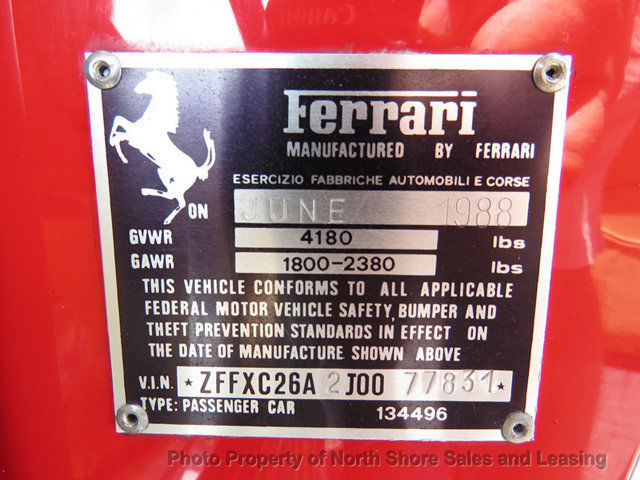 Ferrari
MANUFACTURED BY FERRARI
ESERCIZIO FABBRICHE AUTOMOBILI E CORSE
ON JUNE 1988
GVWR 4180 lbs
GAWR 1800-2380 lbs
THIS VEHICLE CONFORMS TO ALL APPLICABLE
FEDERAL MOTOR VEHICLE SAFETY, BUMPER AND
THEFT PREVENTION STANDARDS IN EFFECT ON
THE DATE OF MANUFACTURE SHOWN ABOVE
V.I.N. ★ ZFFXC26A 2 J00 77831 ★
TYPE: PASSENGER CAR 134496
Photo Property of North Shore Sales and Leasing